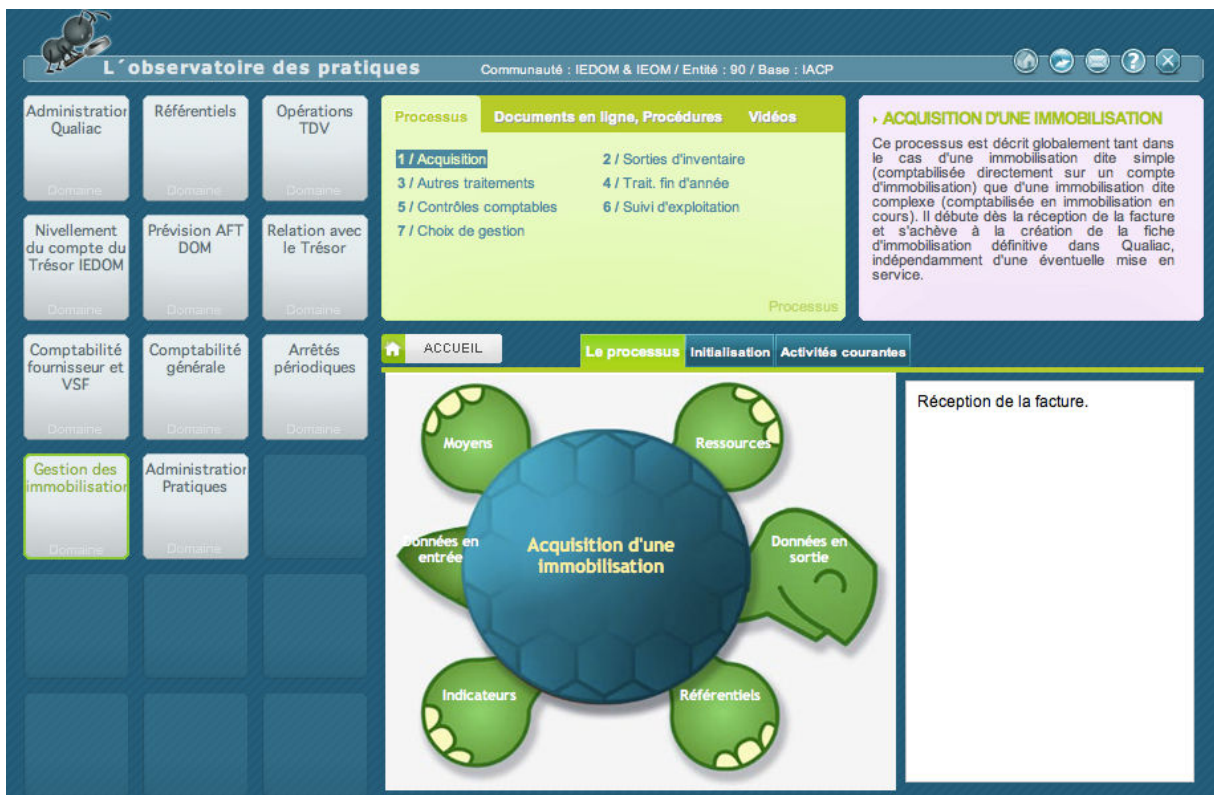 L´observatoire des pratiques
Communauté : IEDOM & IEOM / Entité : 90 / Base : IACP
Administration
Qualiac
Domaine
Référentiels
Domaine
Opérations
TDV
Domaine
Nivellement
du compte du
Trésor IEDOM
Domaine
Prévision AFT
DOM
Domaine
Relation avec
le Trésor
Domaine
Comptabilité
fournisseur et
VSF
Domaine
Comptabilité
générale
Domaine
Arrêtés
périodiques
Domaine
Gestion des
immobilisation
Domaine
Administration
Pratiques
Domaine
Processus
Documents en ligne, Procédures
Vidéos
1 / Acquisition
2 / Sorties d'inventaire
3 / Autres traitements
4 / Trait. fin d'année
5 / Contrôles comptables
6 / Suivi d'exploitation
7 / Choix de gestion
Processus
ACQUISITION D'UNE IMMOBILISATION
Ce processus est décrit globalement tant dans
le cas d'une immobilisation dite simple
(comptabilisée directement sur un compte
d'immobilisation) que d'une immobilisation dite
complexe (comptabilisée en immobilisation en
cours). Il débute dès la réception de la facture
et s'achève à la création de la fiche
d'immobilisation définitive dans Qualiac,
indépendamment d'une éventuelle mise en
service.
ACCUEIL
Le processus
Initialisation
Activités courantes
Moyens
Ressources
Données en
entrée
Acquisition d'une
immobilisation
Données en
sortie
Indicateurs
Référentiels
Réception de la facture.